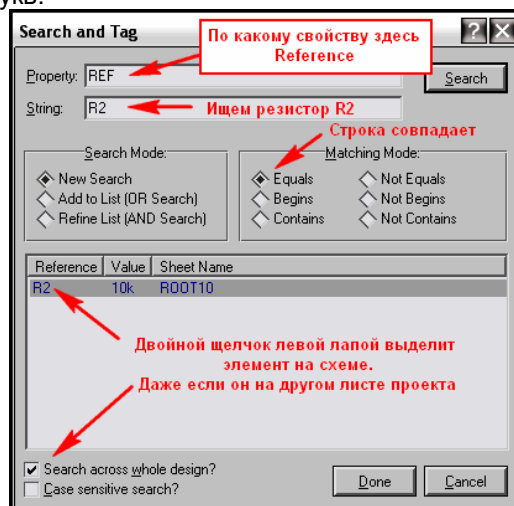 укв.
Search and Tag
По какому свойству здесь
Reference
Property: REF
Search
String: R2
Ищем резистор R2
Строка совпадает
Search Mode:
New Search
Add to List (OR Search)
Refine List (AND Search)
Matching Mode:
Equals
Not Equals
Begins
Not Begins
Contains
Not Contains
Reference Value Sheet Name
R2 10k ROOT10
Двойной щелчок левой лапой выделит
элемент на схеме.
Даже если он на другом листе проекта
Search across whole design?
Case sensitive search?
Done
Cancel